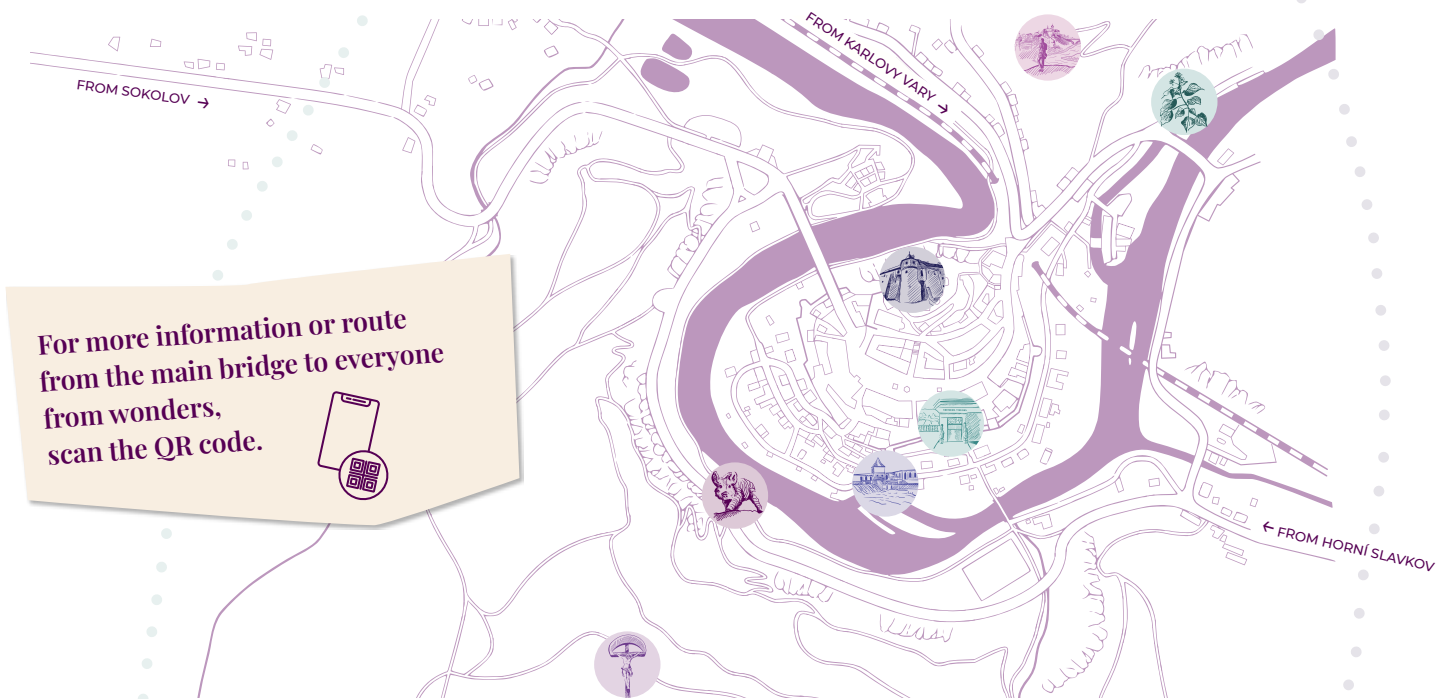 FROM KARLOVY VARY →
FROM SOKOLOV →
For more information or route
from the main bridge to everyone
from wonders,
scan the QR code.
← FROM HORNÍ SLAVKOV